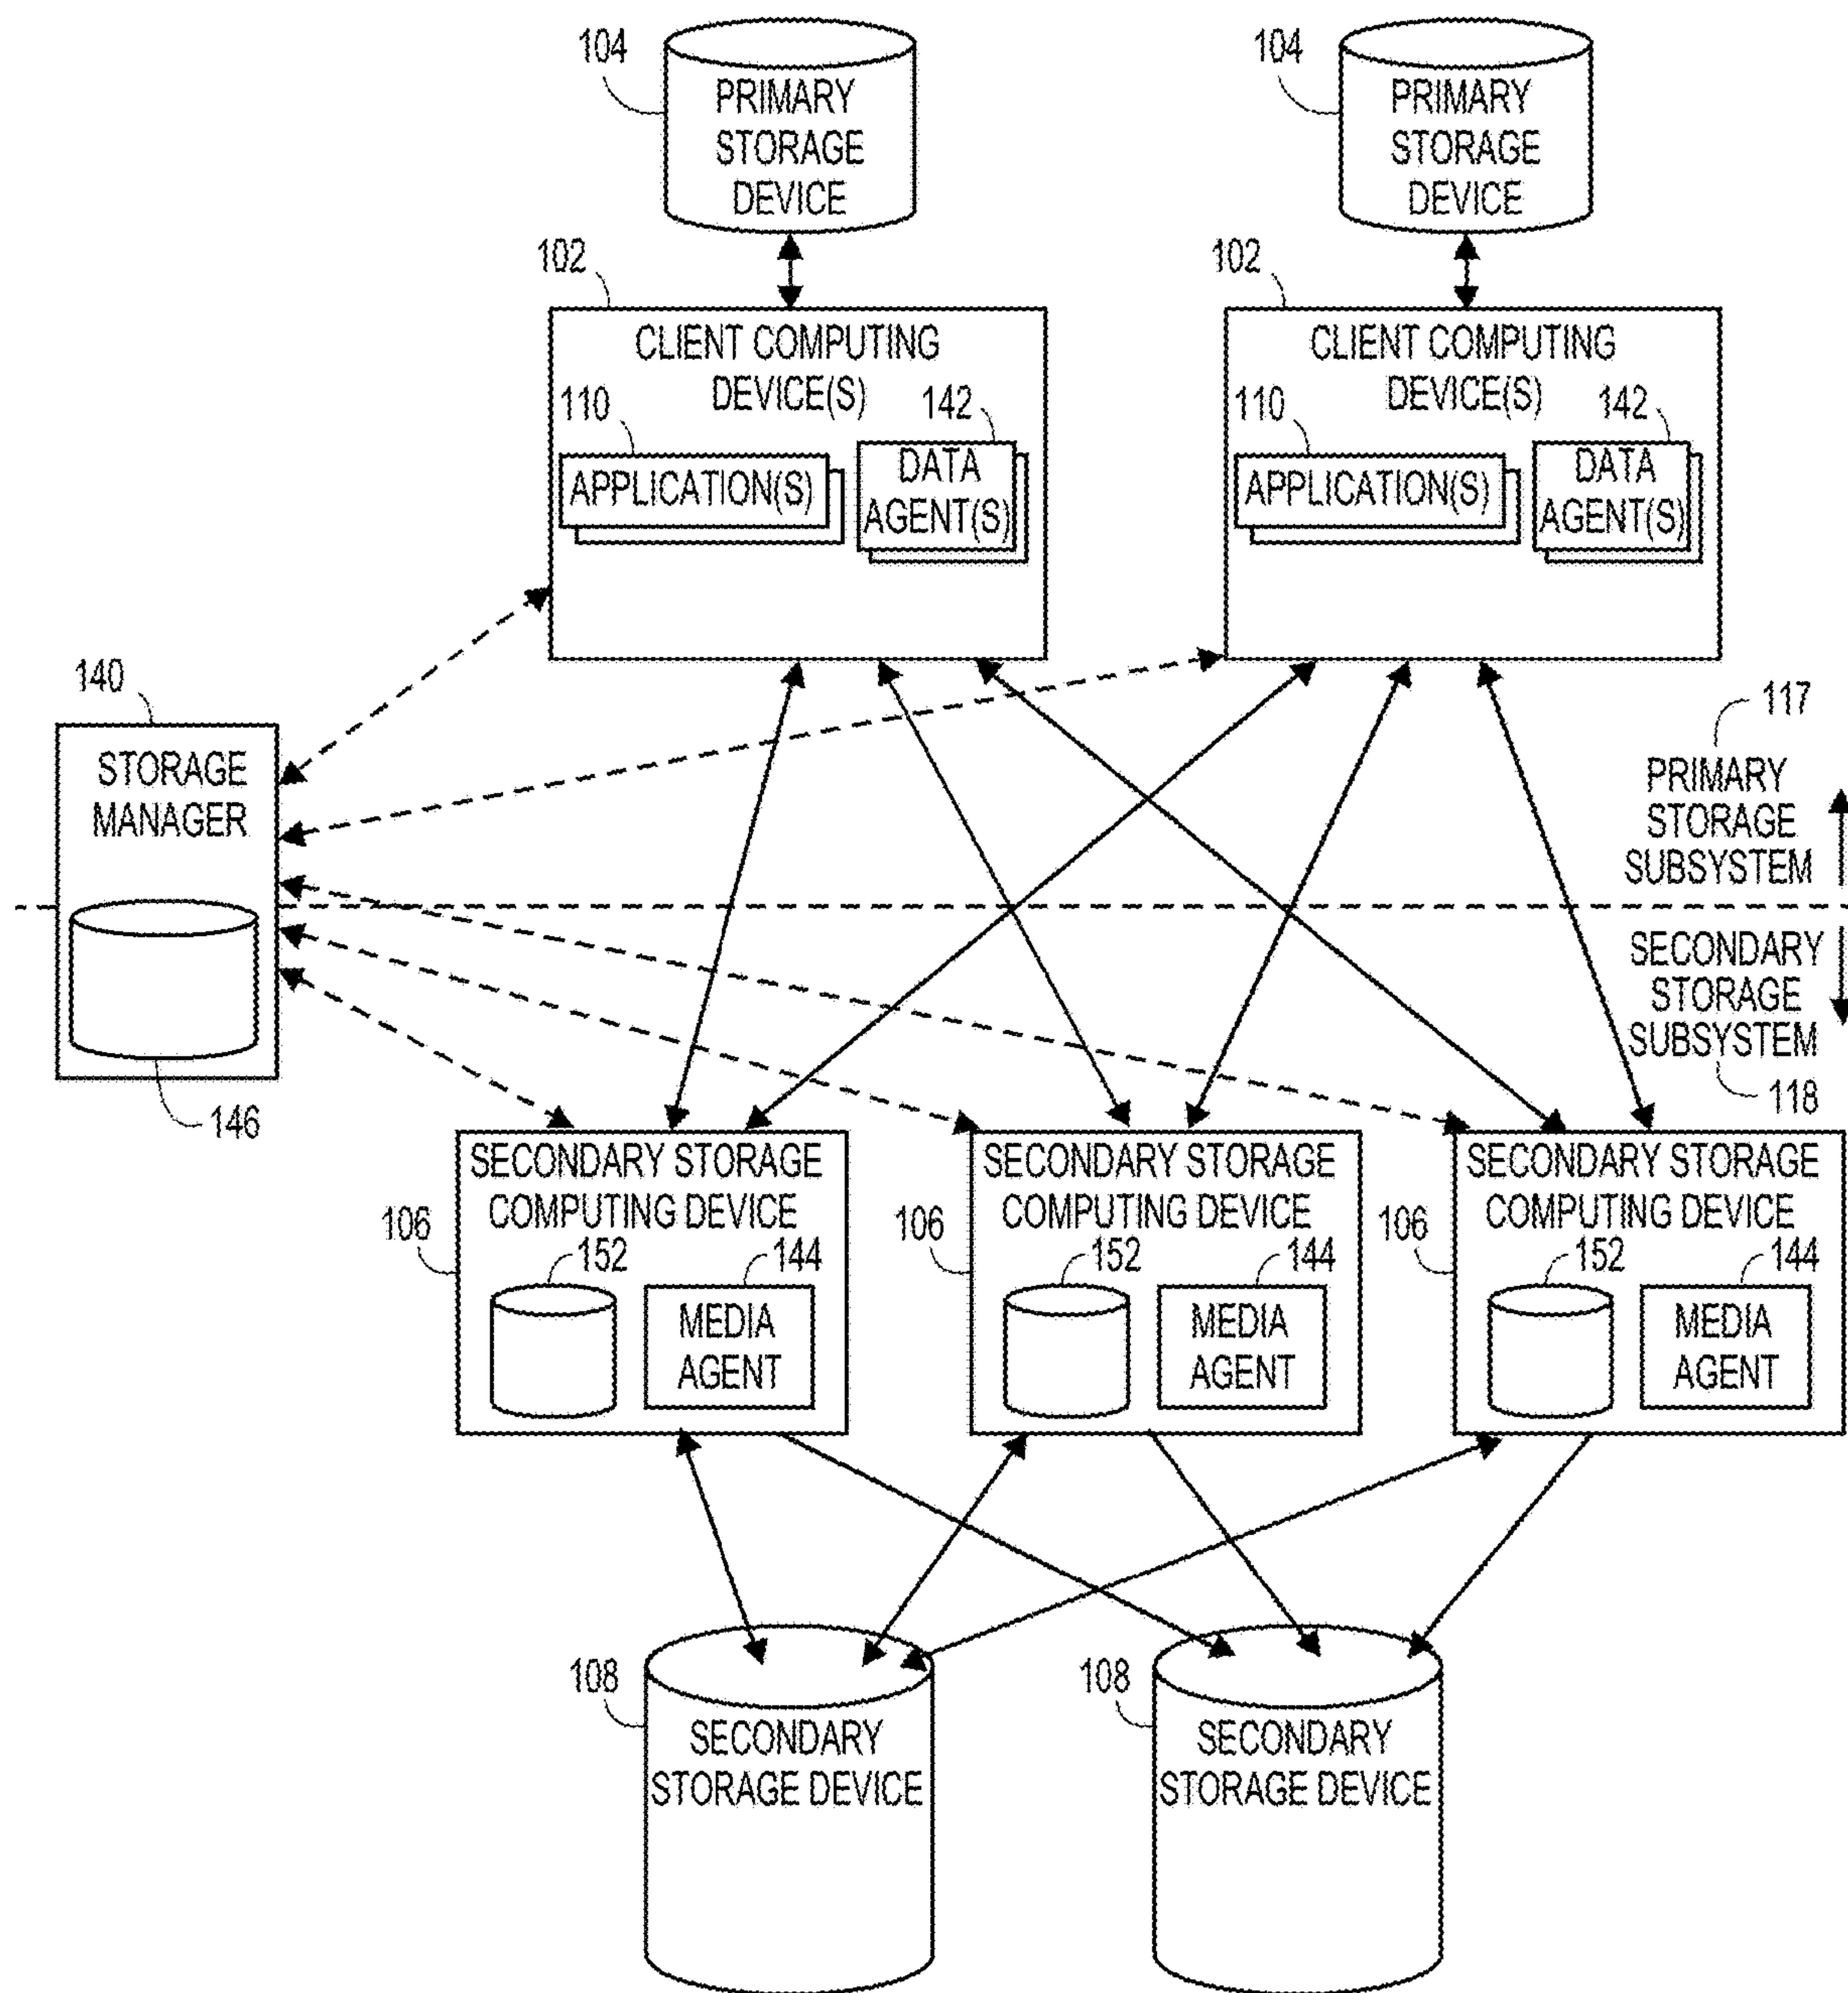 104
PRIMARY
STORAGE
DEVICE
104
PRIMARY
STORAGE
DEVICE
102
CLIENT COMPUTING
DEVICE(S)
110
142
APPLICATION(S)
DATA
AGENT(S)
102
CLIENT COMPUTING
DEVICE(S)
110
142
APPLICATION(S)
DATA
AGENT(S)
140
STORAGE
MANAGER
146
117
PRIMARY
STORAGE
SUBSYSTEM
SECONDARY
STORAGE
SUBSYSTEM
118
106
SECONDARY STORAGE
COMPUTING DEVICE
152
144
MEDIA
AGENT
106
SECONDARY STORAGE
COMPUTING DEVICE
152
144
MEDIA
AGENT
106
SECONDARY STORAGE
COMPUTING DEVICE
152
144
MEDIA
AGENT
108
SECONDARY
STORAGE DEVICE
108
SECONDARY
STORAGE DEVICE